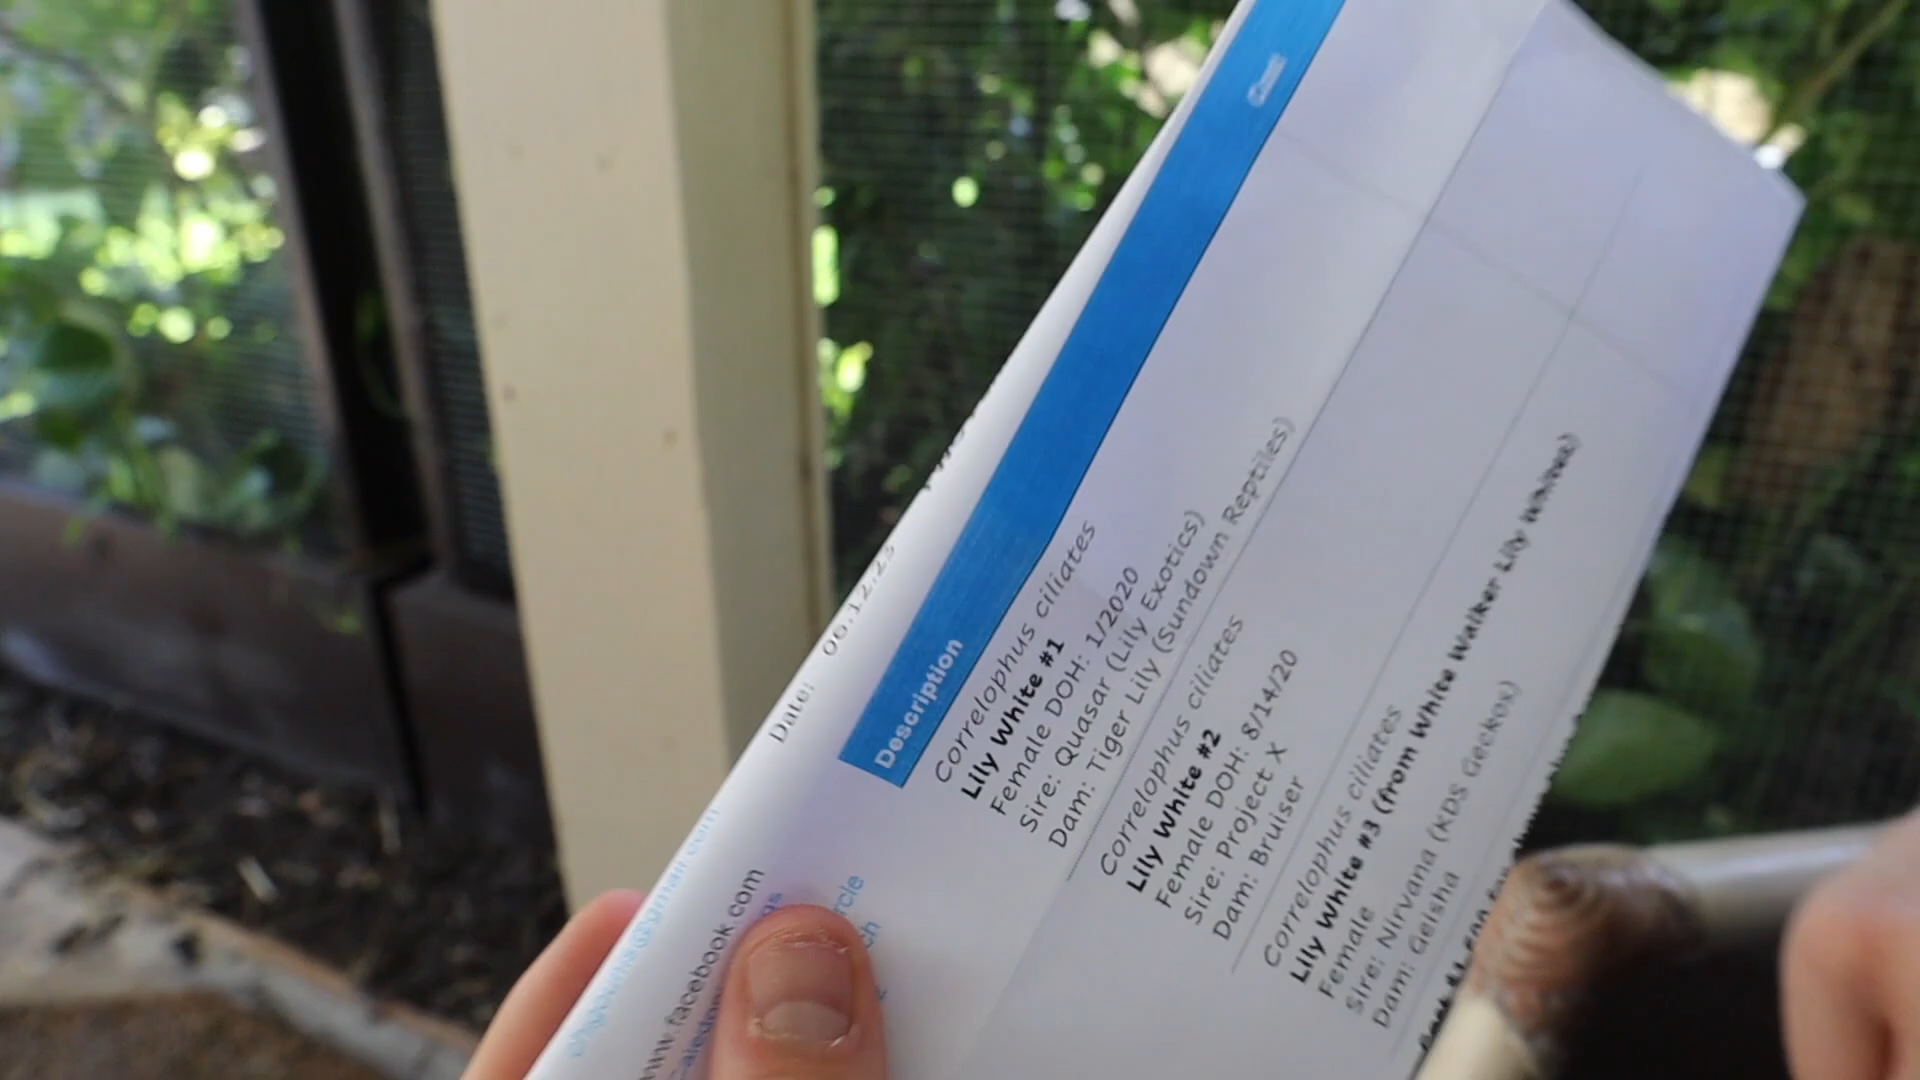 www.facebook.com
Date: 06.12.23
Description
Correlophus ciliates
Lily White #1
Female DOH: 1/2020
Sire: Quasar (Lily Exotics)
Dam: Tiger Lily (Sundown Reptiles)
Correlophus ciliates
Lily White #2
Female DOH: 8/14/20
Sire: Project X
Dam: Bruiser
Correlophus ciliates
Lily White #3 (from White Walker Lily Whites)
Female
Sire: Nirvana (KDS Geckos)
Dam: Geisha